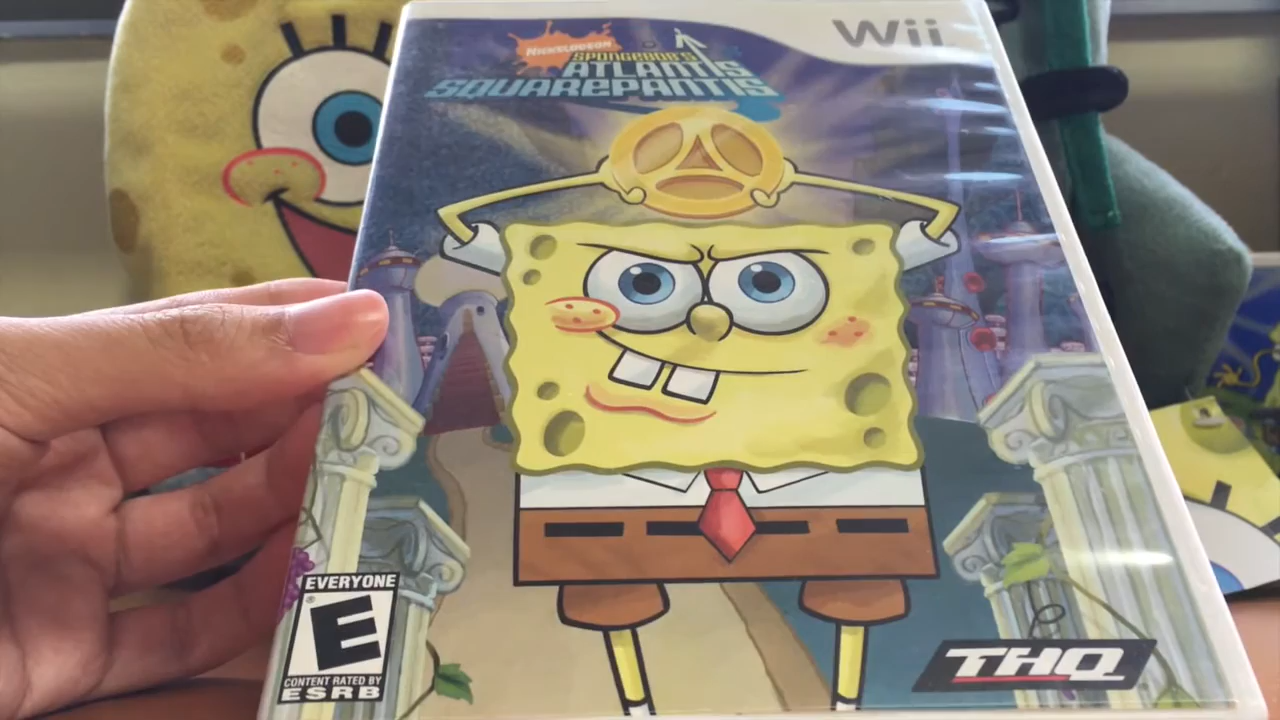 Wii
NICKELODEON
SPONGEBOB'S
ATLANTIS
SQUAREPANTIS
EVERYONE
E
CONTENT RATED BY
ESRB
THQ